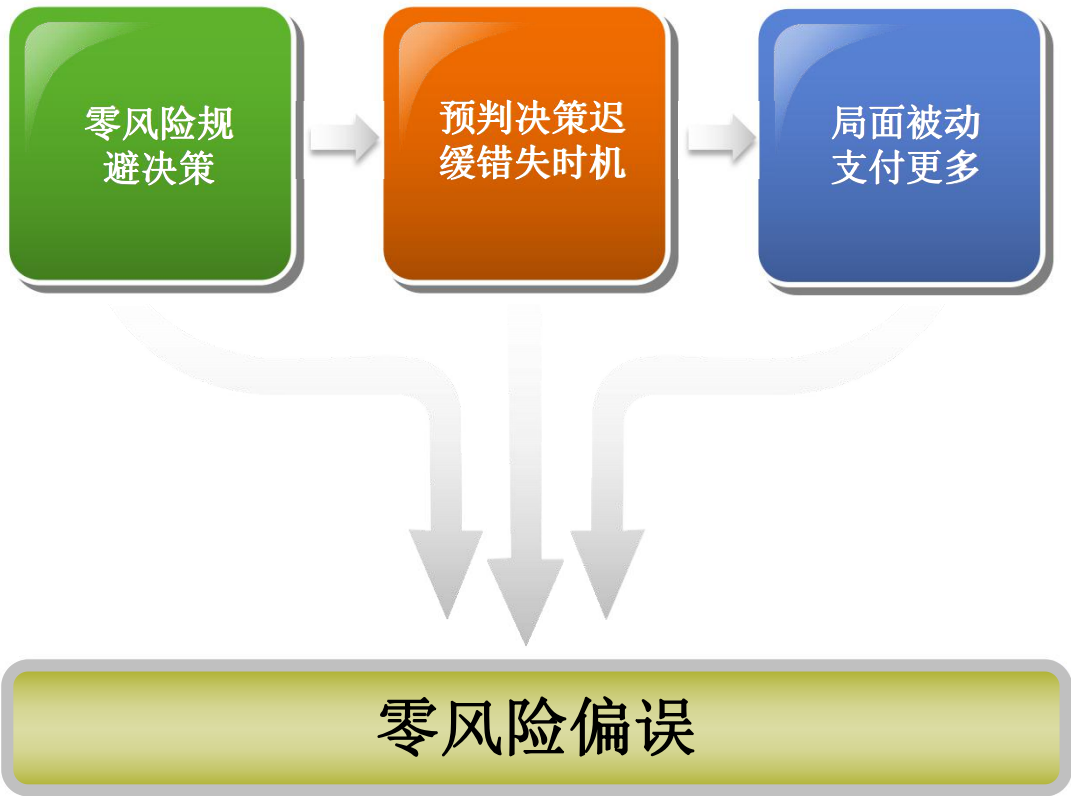 零风险规
避决策
预判决策迟
缓错失时机
局面被动
支付更多
零风险偏误